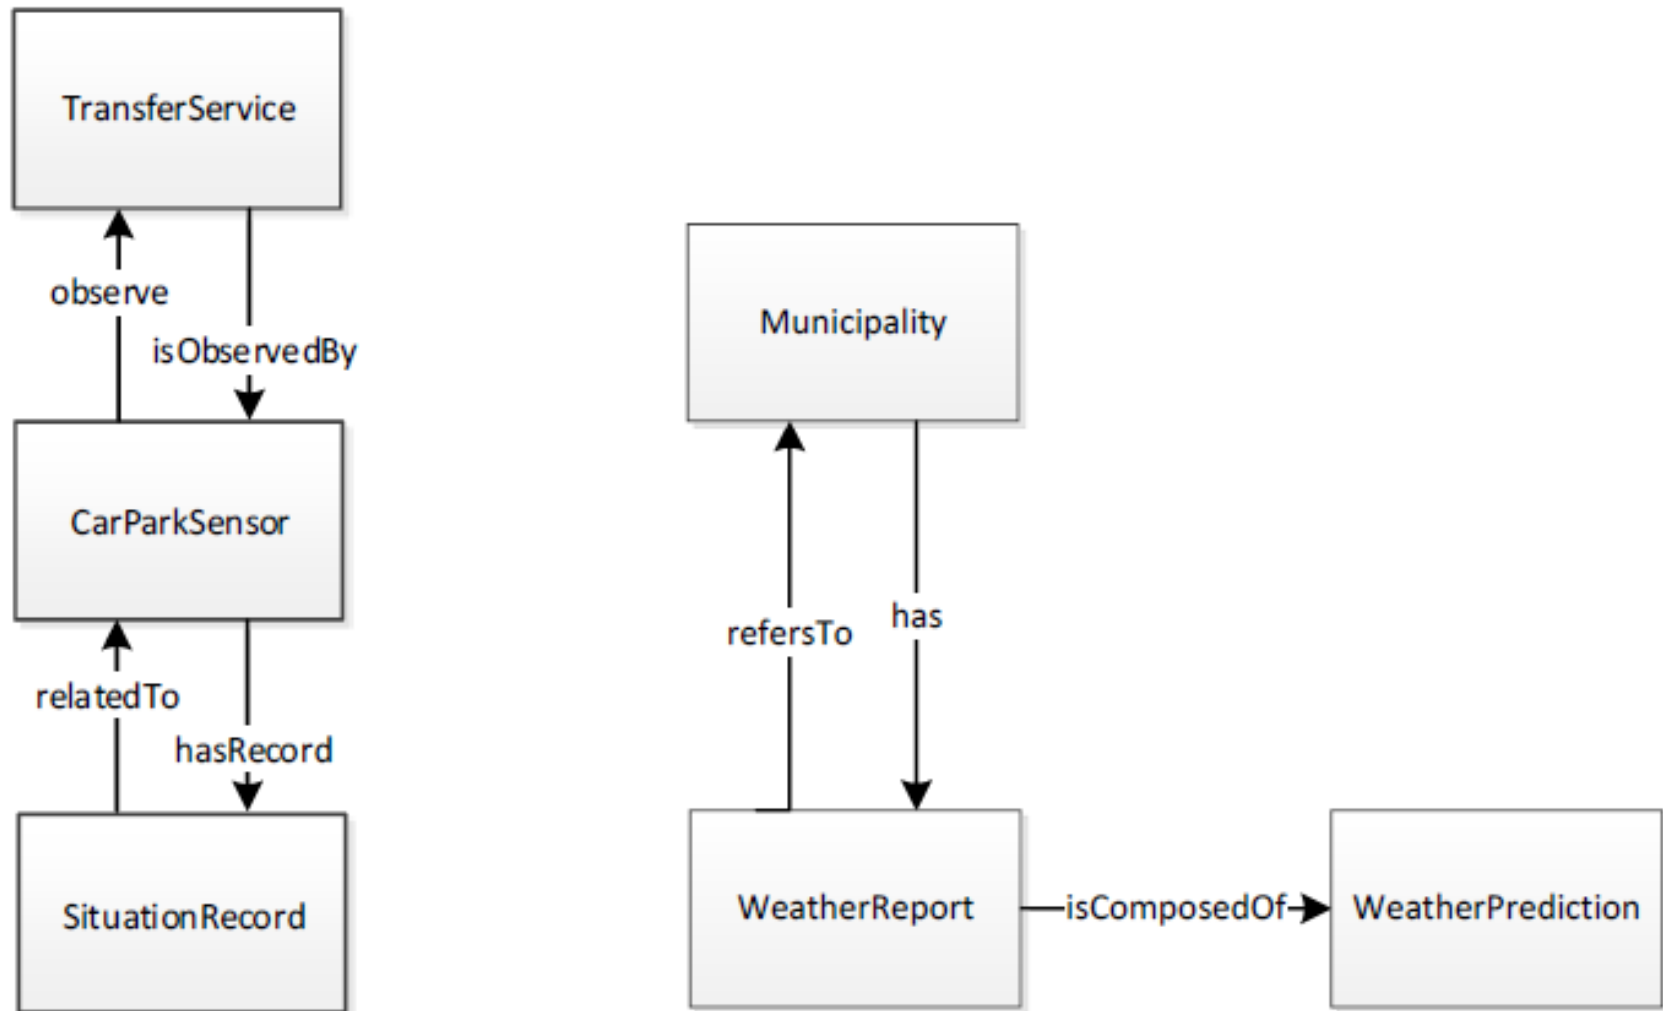 TransferService
observe
isObservedBy
CarParkSensor
relatedTo
hasRecord
SituationRecord
Municipality
refersTo
has
WeatherReport
isComposedOf
WeatherPrediction